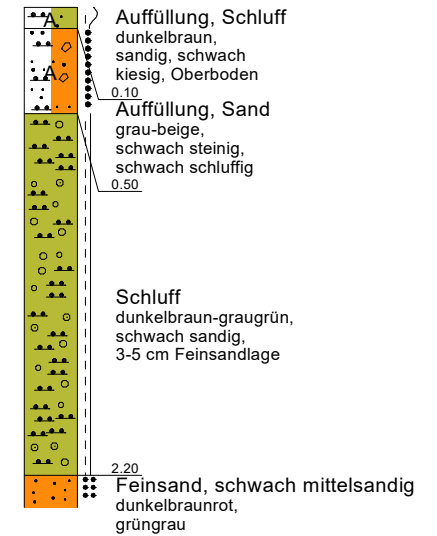 A
Auffüllung, Schluff
dunkelbraun,
sandig, schwach
kiesig, Oberboden
0.10
A
Auffüllung, Sand
grau-beige,
schwach steinig,
schwach schluffig
0.50
Schluff
dunkelbraun-graugrün,
schwach sandig,
3-5 cm Feinsandlage
2.20
Feinsand, schwach mittelsandig
dunkelbraunrot,
grüngrau